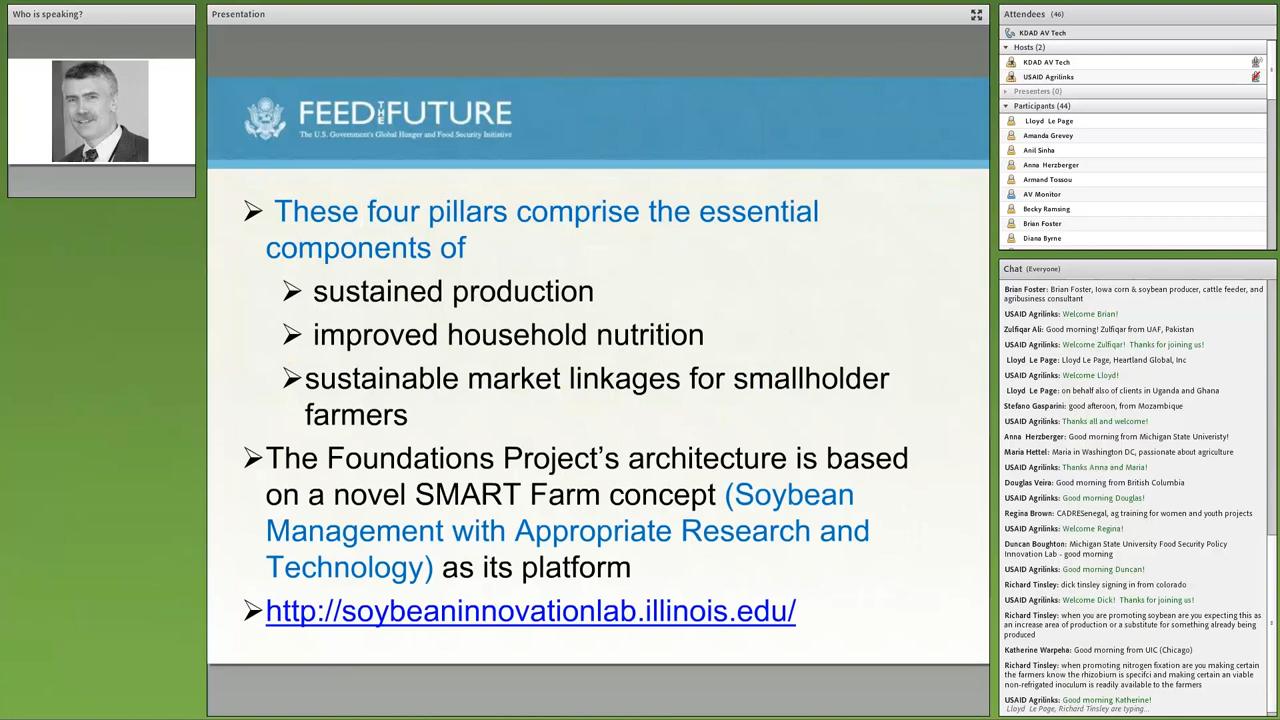 Who is speaking?
Presentation
FEED THE FUTURE
The U.S. Government's Global Hunger and Food Security Initiative
➢ These four pillars comprise the essential
components of
➢ sustained production
➢ improved household nutrition
➢sustainable market linkages for smallholder
farmers
➢The Foundations Project's architecture is based
on a novel SMART Farm concept (Soybean
Management with Appropriate Research and
Technology) as its platform
➢http://soybeaninnovationlab.illinois.edu/
Attendees (46)
KDAD AV Tech
Hosts (2)
KDAD AV Tech
USAID Agrilinks
Presenters (0)
Participants (44)
Lloyd Le Page
Amanda Grevey
Anil Sinha
Anna Herzberger
Armand Tossou
AV Monitor
Becky Ramsing
Brian Foster
Diana Byrne
Chat (Everyone)
Brian Foster: Brian Foster, Iowa corn & soybean producer, cattle feeder, and
agribusiness consultant
USAID Agrilinks: Welcome Brian!
Zulfiqar Ali: Good morning! Zulfiqar from UAF, Pakistan
USAID Agrilinks: Welcome Zulfiqar! Thanks for joining us!
Lloyd Le Page: Lloyd Le Page, Heartland Global, Inc
USAID Agrilinks: Welcome Lloyd!
Lloyd Le Page: on behalf also of clients in Uganda and Ghana
Stefano Gasparini: good afternoon, from Mozambique
USAID Agrilinks: Thanks all and welcome!
Anna Herzberger: Good morning from Michigan State Univeristy!
Maria Hettel: Maria in Washington DC, passionate about agriculture
USAID Agrilinks: Thanks Anna and Maria!
Douglas Veira: Good morning from British Columbia
USAID Agrilinks: Good morning Douglas!
Regina Brown: CADRESenegal, ag training for women and youth projects
USAID Agrilinks: Welcome Regina!
Duncan Boughton: Michigan State University Food Security Policy
Innovation Lab - good morning
USAID Agrilinks: Good morning Duncan!
Richard Tinsley: dick tinsley signing in from colorado
USAID Agrilinks: Welcome Dick! Thanks for joining us!
Richard Tinsley: when you are promoting soybean are you expecting this as
an increase area of production or a substitute for something already being
produced
Katherine Warpeha: Good morning from UIC (Chicago)
Richard Tinsley: when promoting nitrogen fixation are you making certain
the farmers know the rhizobium is specifci and making certain an viable
non-refrigated inoculum is readily available to the farmers
USAID Agrilinks: Good morning Katherine!
Lloyd Le Page, Richard Tinsley are typing...